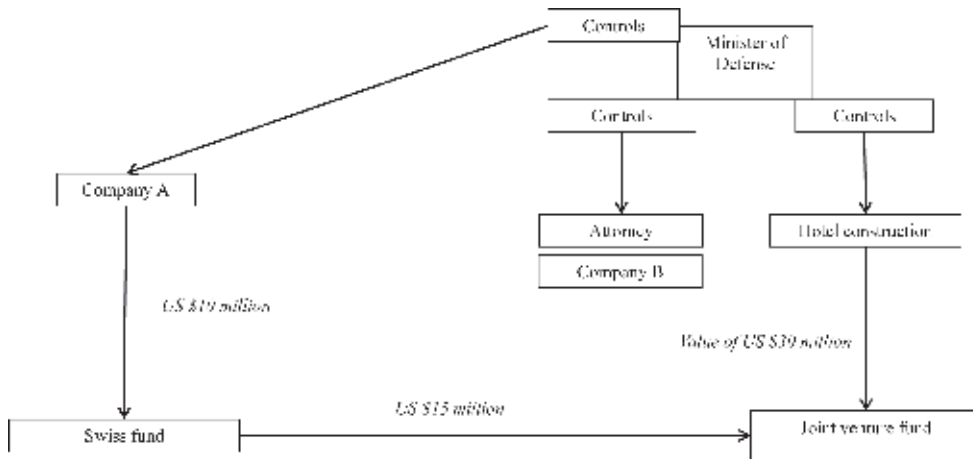 Controls
Minister of
Defense
Controls
Controls
Company A
Attorney
Hotel construction
Company B
US $10 million
Value of US $30 million
US $15 million
Swiss fund
Joint venture fund